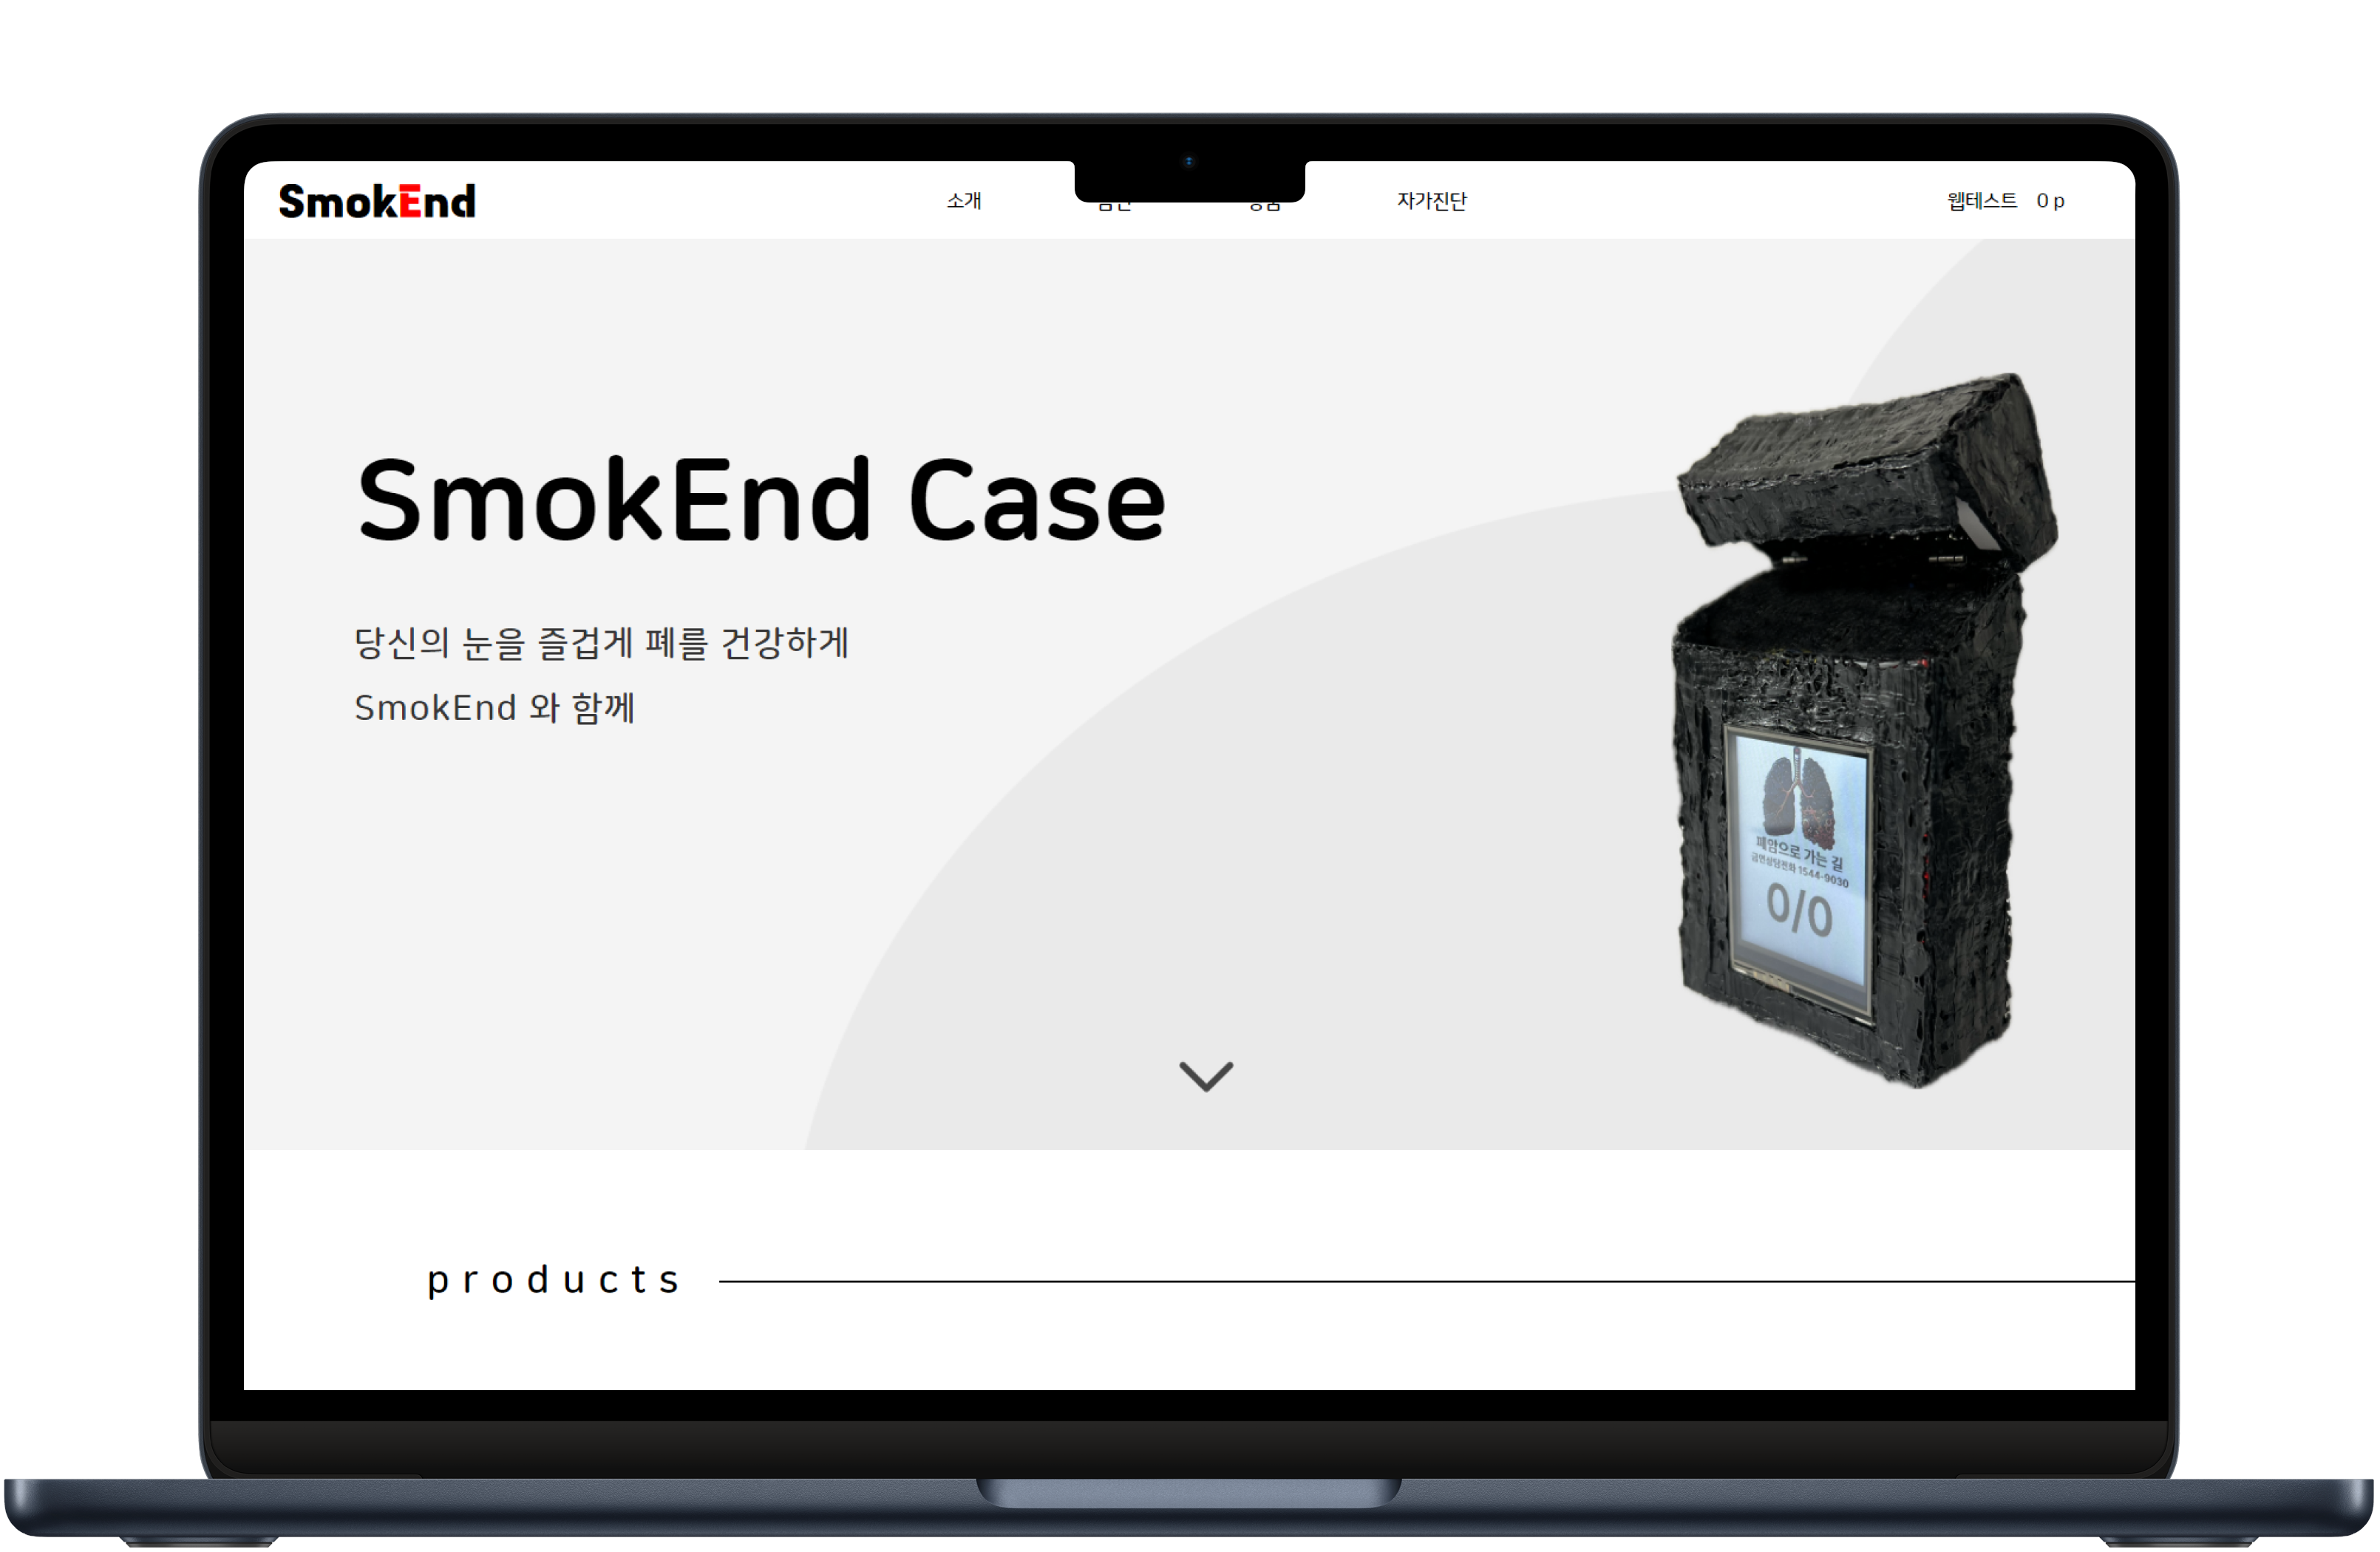 SmokEnd
소개
자가진단
웹테스트 0 p
SmokEnd Case
당신의 눈을 즐겁게 폐를 건강하게
SmokEnd 와 함께
폐암으로 가는 길
금연상담전화 1544-9030
0/0
products